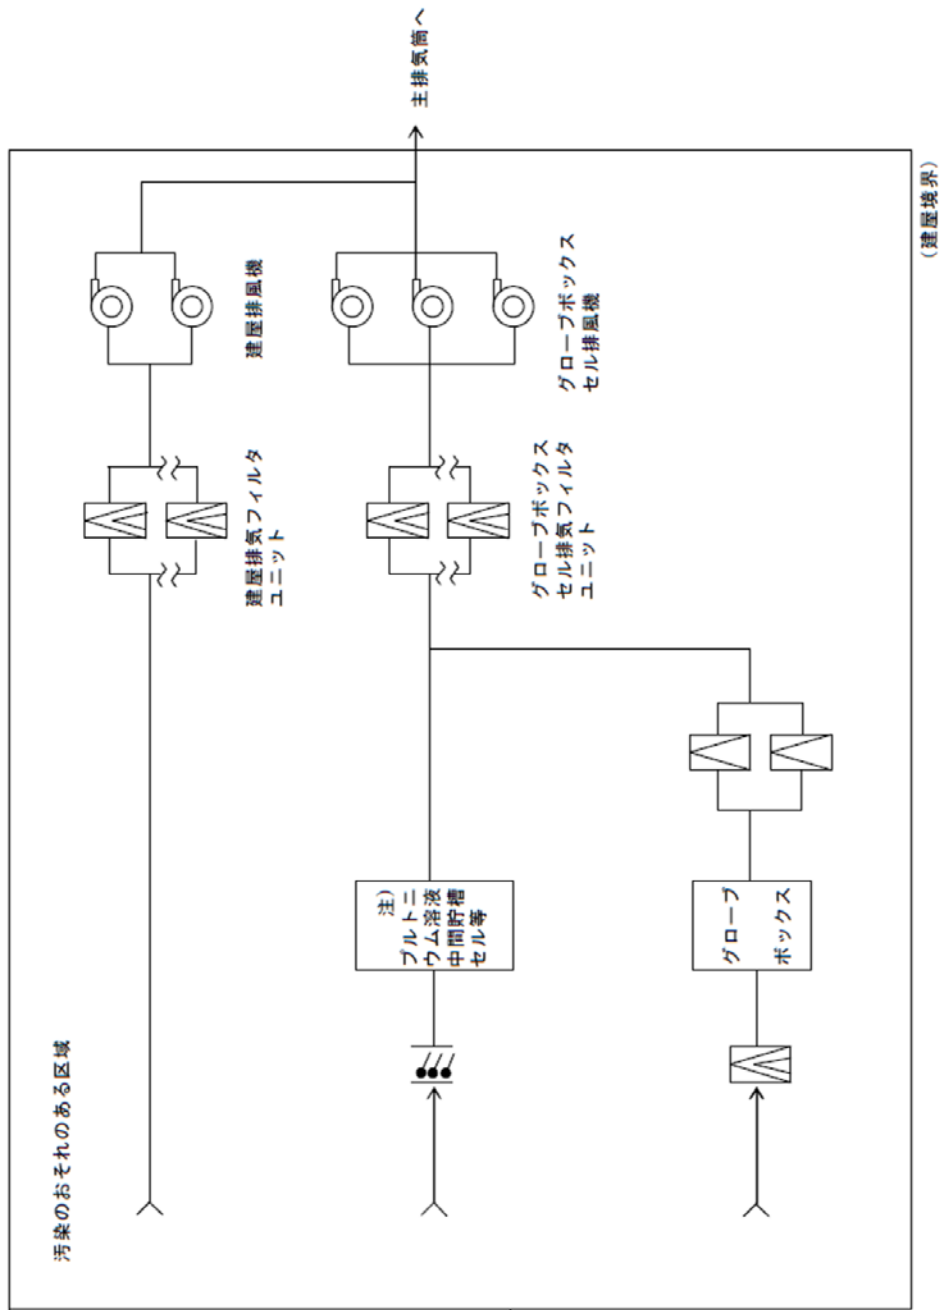 汚染のおそれのある区域
建屋排気フィルタ
ユニット
建屋排風機
注)
プルトニ
ウム溶液
中間貯槽
セル等
グローブボックス
セル排気フィルタ
ユニット
グローブボックス
セル排風機
主排気筒へ
グローブ
ボックス
(建屋境界)